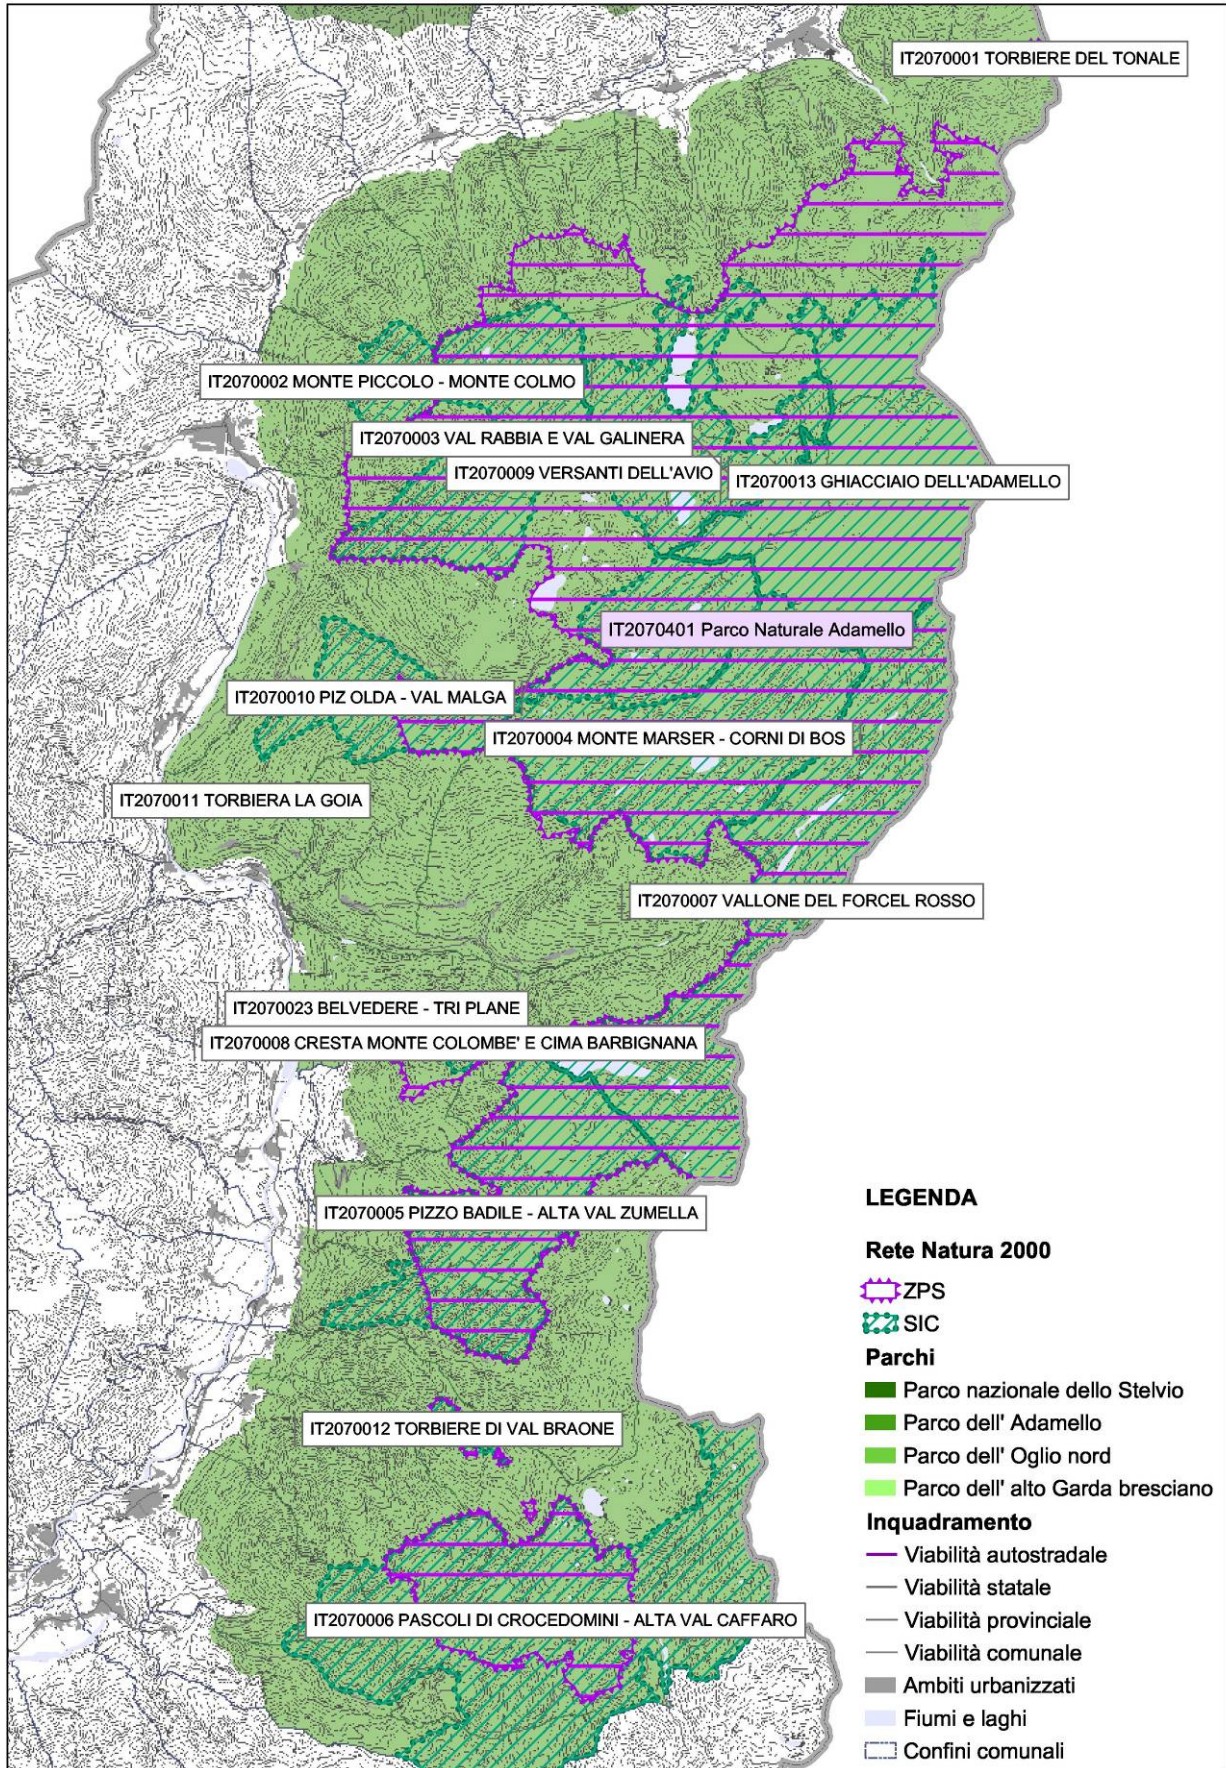 IT2070001 TORBIERE DEL TONALE
IT2070002 MONTE PICCOLO - MONTE COLMO
IT2070003 VAL RABBIA E VAL GALINERA
IT2070009 VERSANTI DELL'AVIO
IT2070013 GHIACCIAIO DELL'ADAMELLO
IT2070401 Parco Naturale Adamello
IT2070010 PIZ OLDA - VAL MALGA
IT2070004 MONTE MARSER - CORNI DI BOS
IT2070011 TORBIERA LA GOIA
IT2070007 VALLONE DEL FORCEL ROSSO
IT2070023 BELVEDERE - TRI PLANE
IT2070008 CRESTA MONTE COLOMBE' E CIMA BARBIGNANA
IT2070005 PIZZO BADILE - ALTA VAL ZUMELLA
IT2070012 TORBIERE DI VAL BRAONE
IT2070006 PASCOLI DI CROCEDOMINI - ALTA VAL CAFFARO
LEGENDA
Rete Natura 2000
ZPS
SIC
Parchi
Parco nazionale dello Stelvio
Parco dell' Adamello
Parco dell' Oglio nord
Parco dell' alto Garda bresciano
Inquadramento
Viabilità autostradale
Viabilità statale
Viabilità provinciale
Viabilità comunale
Ambiti urbanizzati
Fiumi e laghi
Confini comunali